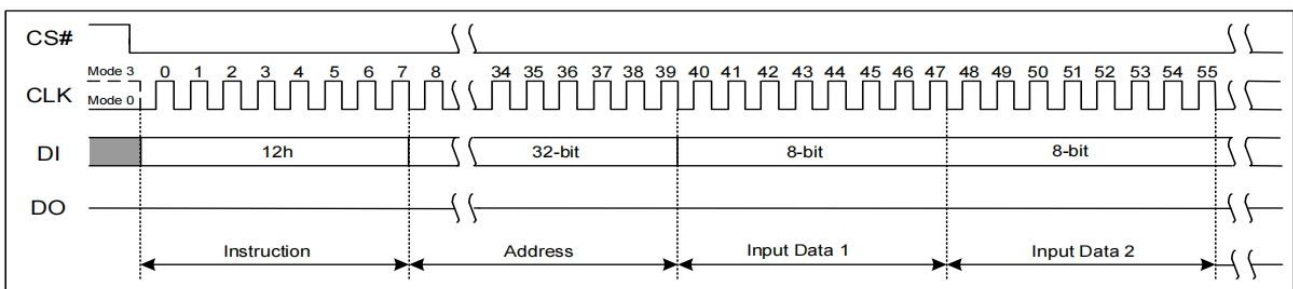 CS#
Mode 3 0 1 2 3 4 5 6 7 8 34 35 36 37 38 39 40 41 42 43 44 45 46 47 48 49 50 51 52 53 54 55
CLK
Mode 0
DI 12h 32-bit 8-bit 8-bit
DO
Instruction Address Input Data 1 Input Data 2